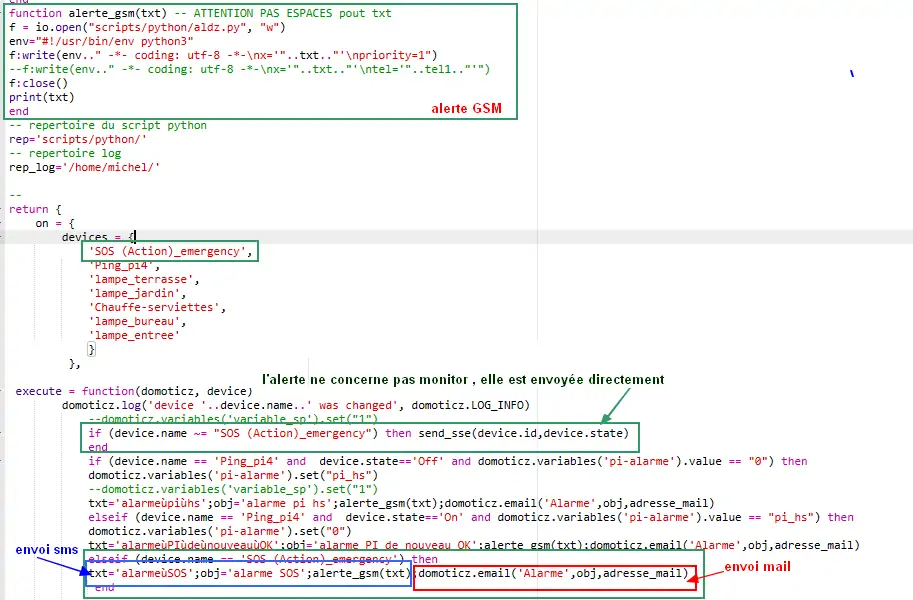 end
function alerte_gsm(txt) -- ATTENTION PAS ESPACES pout txt
f = io.open("scripts/python/aldz.py", "w")
env="#!/usr/bin/env python3"
f:write(env.." -*- coding: utf-8 -*-\nx='"..txt.."'\npriority=1")
--f:write(env.." -*- coding: utf-8 -*-\nx='"..txt.."'\ntel='"..tel1.."'")
f:close()
print(txt)
alerte GSM
end
-- repertoire du script python
rep='scripts/python/'
-- repertoire log
rep_log='/home/michel/'
--
return {
on = {
devices = {
'SOS (Action)_emergency',
'Ping_pi4',
'lampe_terrasse',
'lampe_jardin',
'Chauffe-serviettes',
'lampe_bureau',
'lampe_entree'
}
},
l'alerte ne concerne pas monitor , elle est envoyée directement
execute = function(domoticz, device)
domoticz.log('device '..device.name..' was changed', domoticz.LOG_INFO)
--domoticz.variables('variable_sp').set("1")
if (device.name ~= "SOS (Action)_emergency") then send_sse(device.id,device.state)
end
if (device.name == 'Ping_pi4' and  device.state=='Off' and domoticz.variables('pi-alarme').value == "0") then
domoticz.variables('pi-alarme').set("pi_hs")
--domoticz.variables('variable_sp').set("1")
txt='alarmeùpiùhs';obj='alarme pi hs';alerte_gsm(txt);domoticz.email('Alarme',obj,adresse_mail)
elseif (device.name == 'Ping_pi4' and  device.state=='On' and domoticz.variables('pi-alarme').value == "pi_hs") then
domoticz.variables('pi-alarme').set("0")
txt='alarmeùPIùdeùnouveauùOK';obj='alarme PI de nouveau OK';alerte_gsm(txt);domoticz.email('Alarme',obj,adresse_mail)
envoi sms
elseif (device.name == 'SOS (Action)_emergency') then
txt='alarmeùSOS';obj='alarme SOS';alerte_gsm(txt);domoticz.email('Alarme',obj,adresse_mail)
envoi mail
end